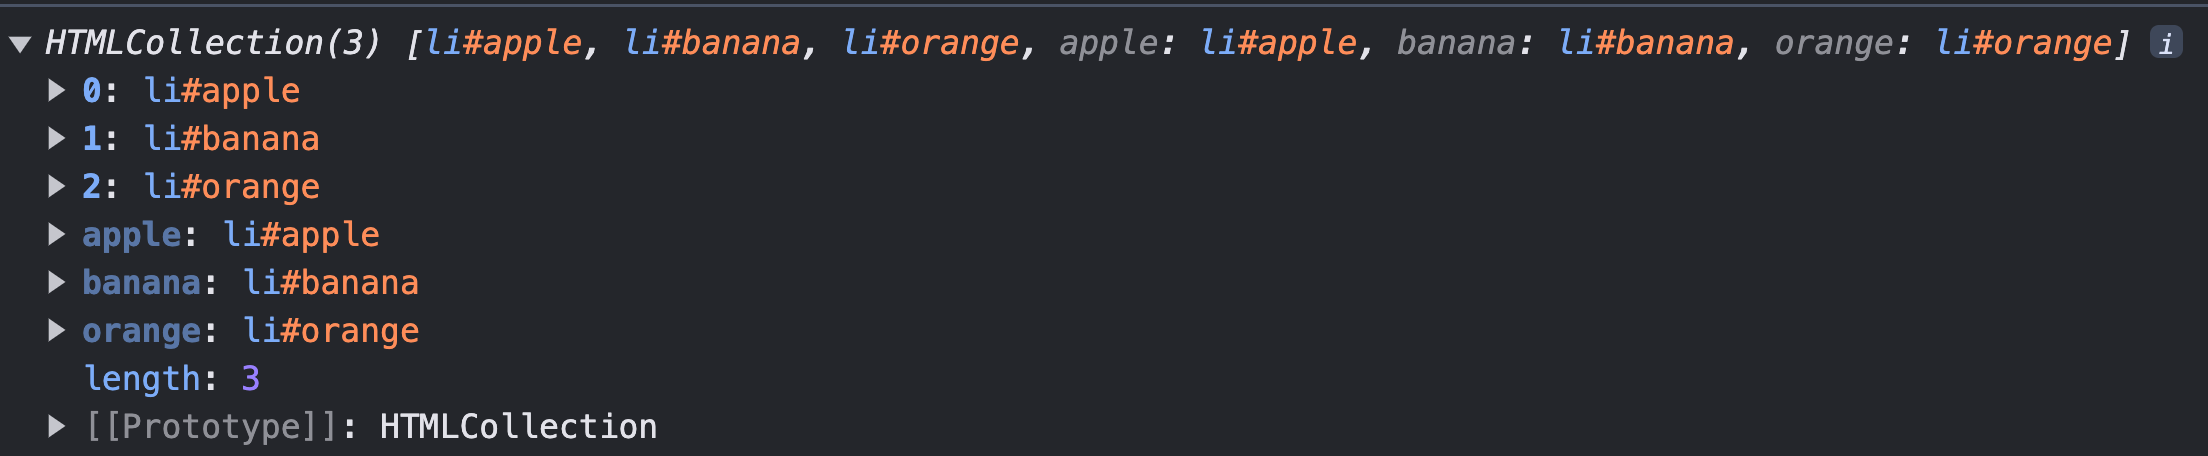 HTMLCollection(3) [li#apple, li#banana, li#orange, apple: li#apple, banana: li#banana, orange: li#orange] i
0: li#apple
1: li#banana
2: li#orange
apple: li#apple
banana: li#banana
orange: li#orange
length: 3
[[Prototype]]: HTMLCollection